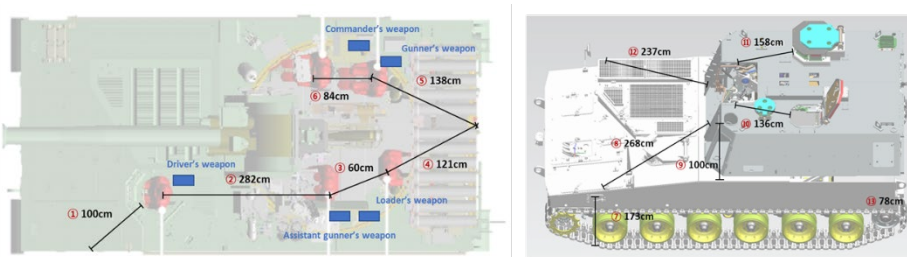 Commander's weapon
Gunner's weapon
⑤ 138cm
⑥ 84cm
Driver's weapon
② 282cm
③ 60cm
④ 121cm
① 100cm
Loader's weapon
Assistant gunner's weapon
⑫ 237cm
⑪ 158cm
⑩ 136cm
⑧ 268cm
⑨ 100cm
⑦ 173cm
⑬ 78cm